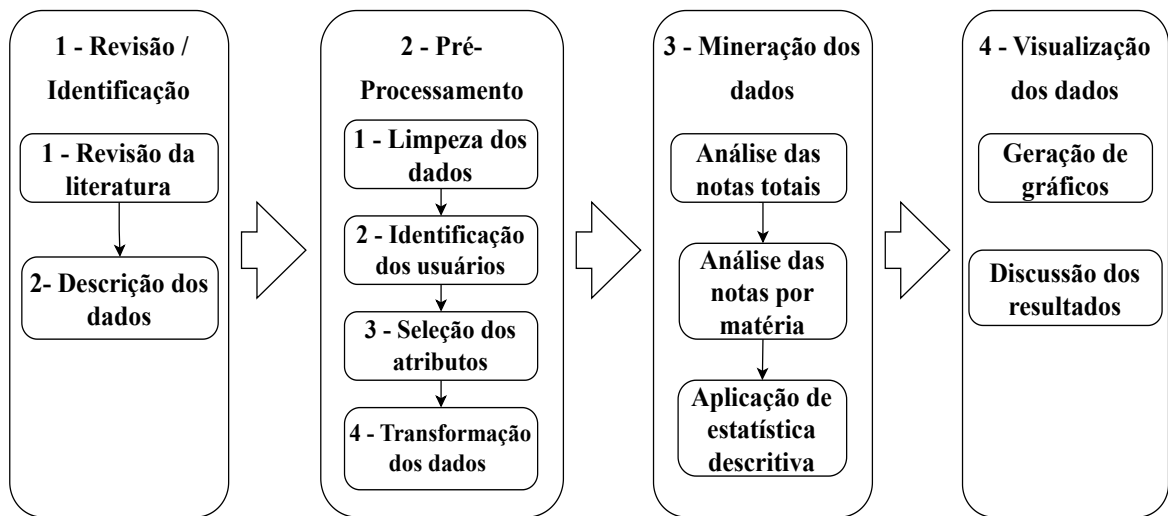 1 - Revisão /
Identificação
1 - Revisão da
literatura
2- Descrição dos
dados
2 - Pré-
Processamento
1 - Limpeza dos
dados
2 - Identificação
dos usuários
3 - Seleção dos
atributos
4 - Transformação
dos dados
3 - Mineração dos
dados
Análise das
notas totais
Análise das
notas por
matéria
Aplicação de
estatística
descritiva
4 - Visualização
dos dados
Geração de
gráficos
Discussão dos
resultados